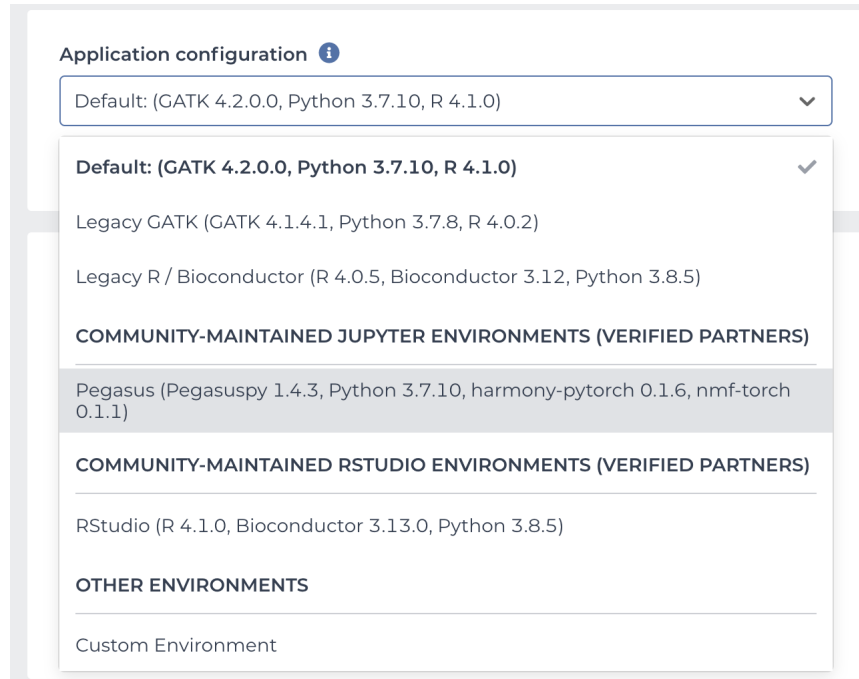 Application configuration
Default: (GATK 4.2.0.0, Python 3.7.10, R 4.1.0)
Default: (GATK 4.2.0.0, Python 3.7.10, R 4.1.0)
Legacy GATK (GATK 4.1.4.1, Python 3.7.8, R 4.0.2)
Legacy R / Bioconductor (R 4.0.5, Bioconductor 3.12, Python 3.8.5)
COMMUNITY-MAINTAINED JUPYTER ENVIRONMENTS (VERIFIED PARTNERS)
Pegasus (Pegasuspy 1.4.3, Python 3.7.10, harmony-pytorch 0.1.6, nmf-torch
0.1.1)
COMMUNITY-MAINTAINED RSTUDIO ENVIRONMENTS (VERIFIED PARTNERS)
RStudio (R 4.1.0, Bioconductor 3.13.0, Python 3.8.5)
OTHER ENVIRONMENTS
Custom Environment